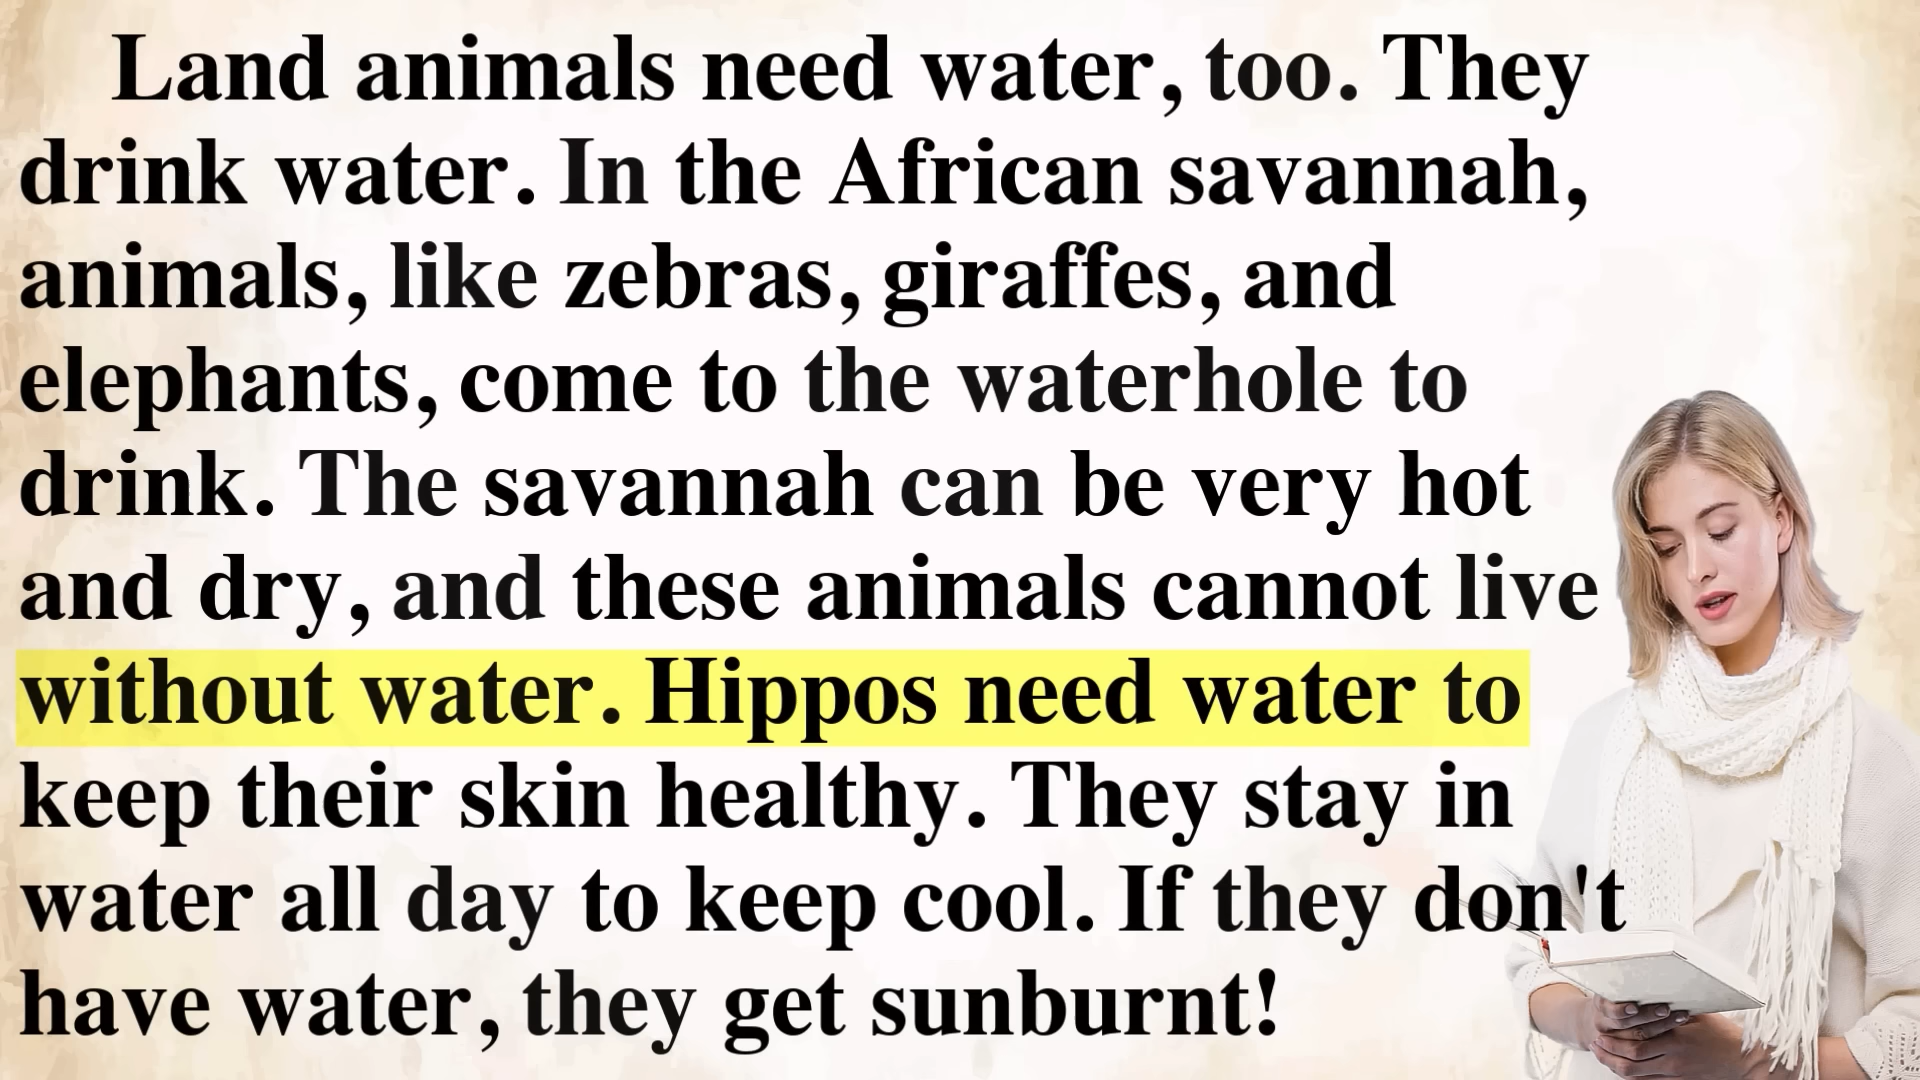 Land animals need water, too. They
drink water. In the African savannah,
animals, like zebras, giraffes, and
elephants, come to the waterhole to
drink. The savannah can be very hot
and dry, and these animals cannot live
without water. Hippos need water to
keep their skin healthy. They stay in
water all day to keep cool. If they don't
have water, they get sunburnt!